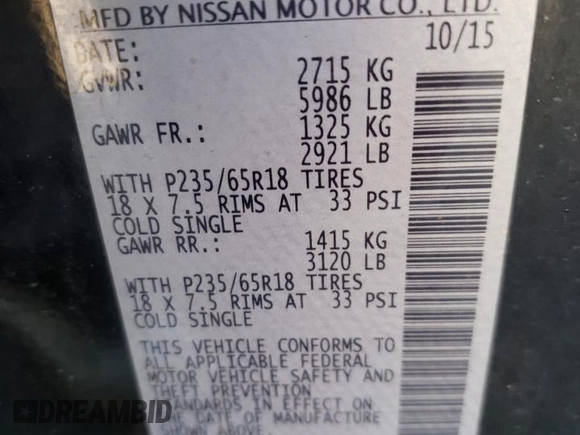 MFD BY NISSAN MOTOR CO., LTD.
DATE: 10/15
GVWR: 2715 KG
5986 LB
GAWR FR.: 1325 KG
2921 LB
WITH P235/65R18 TIRES
18 X 7.5 RIMS AT 33 PSI
COLD SINGLE
GAWR RR.: 1415 KG
3120 LB
WITH P235/65R18 TIRES
18 X 7.5 RIMS AT 33 PSI
COLD SINGLE
THIS VEHICLE CONFORMS TO
ALL APPLICABLE FEDERAL
MOTOR VEHICLE SAFETY AND
THEFT PREVENTION
STANDARDS IN EFFECT ON
DATE OF MANUFACTURE
SHOWN ABOVE.
DREAMBID